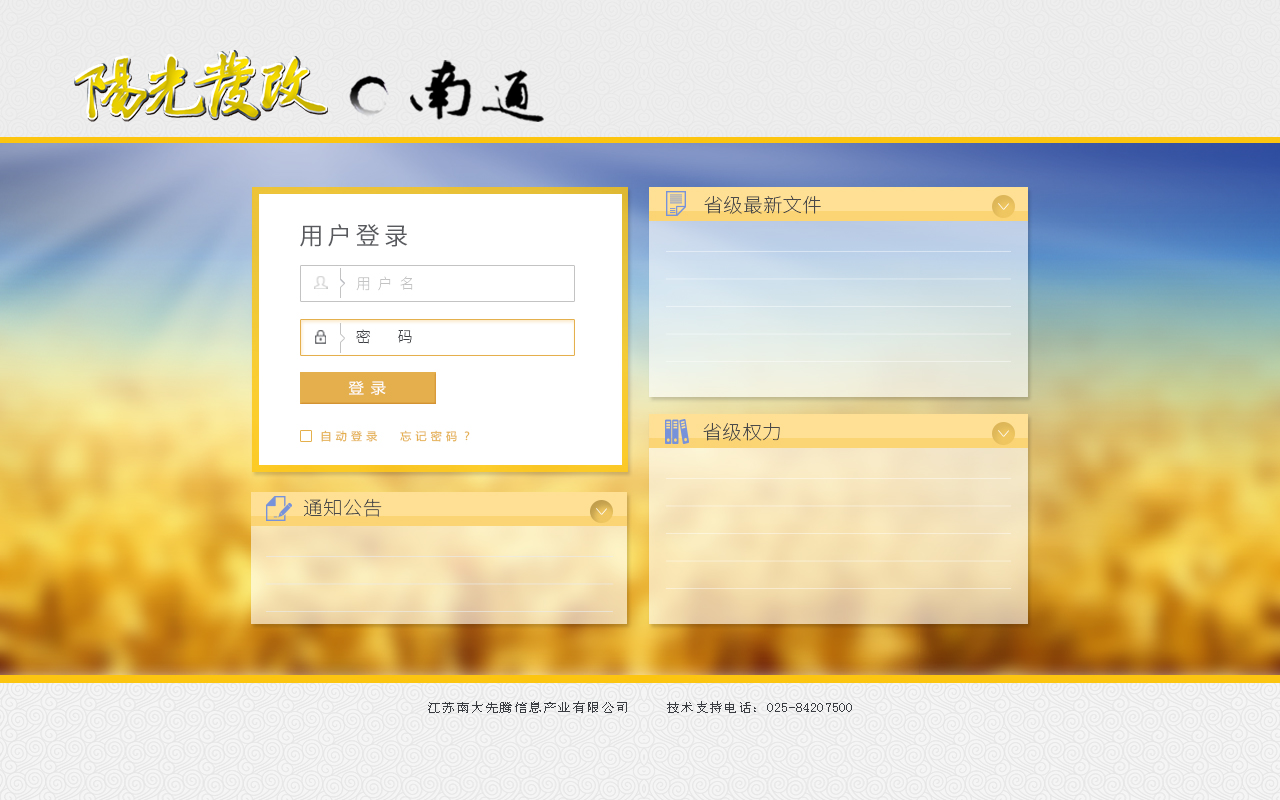 陽光發改 南通
用户登录
用户名
密 码
登录
自动登录 忘记密码？
通知公告
省级最新文件
省级权力
江苏南大先腾信息产业有限公司 技术支持电话：025-84207500